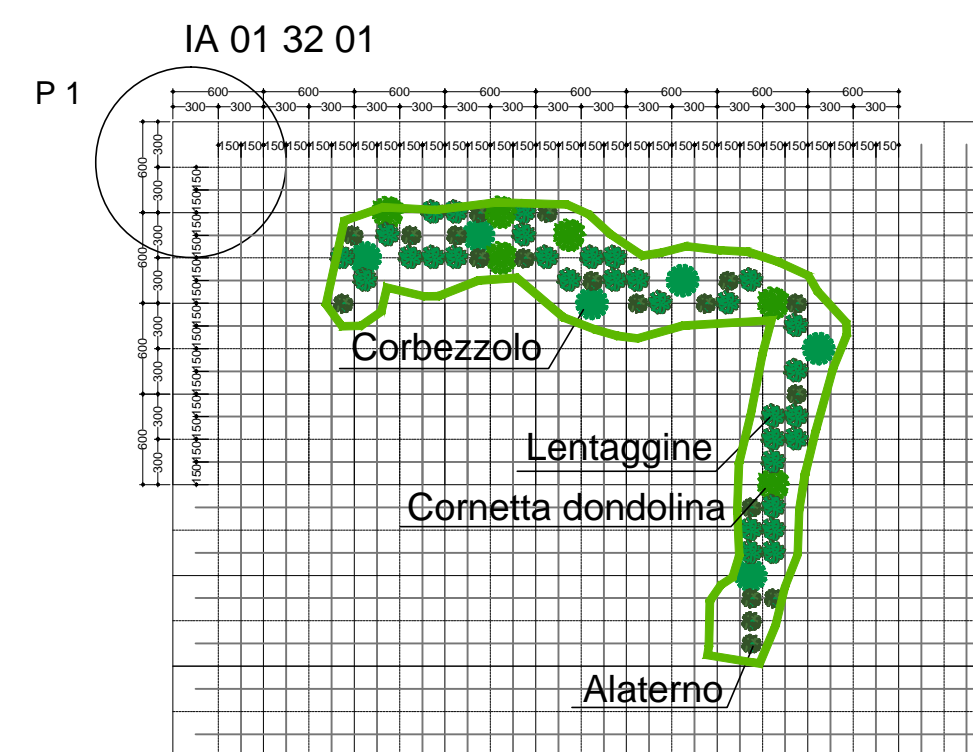 IA 01 32 01
P 1
600 600 600 600 600 600 600 600
300 300 300 300 300 300 300 300 300 300 300 300 300 300 300 300
150 150 150 150 150 150 150 150 150 150 150 150 150 150 150 150 150 150 150 150 150 150 150 150 150 150 150 150 150 150
600 600 600 600
300 300 300 300 300 300 300 300
150 150 150 150 150 150 150 150 150 150 150 150 150 150
Corbezzolo
Lentaggine
Cornetta dondolina
Alaterno